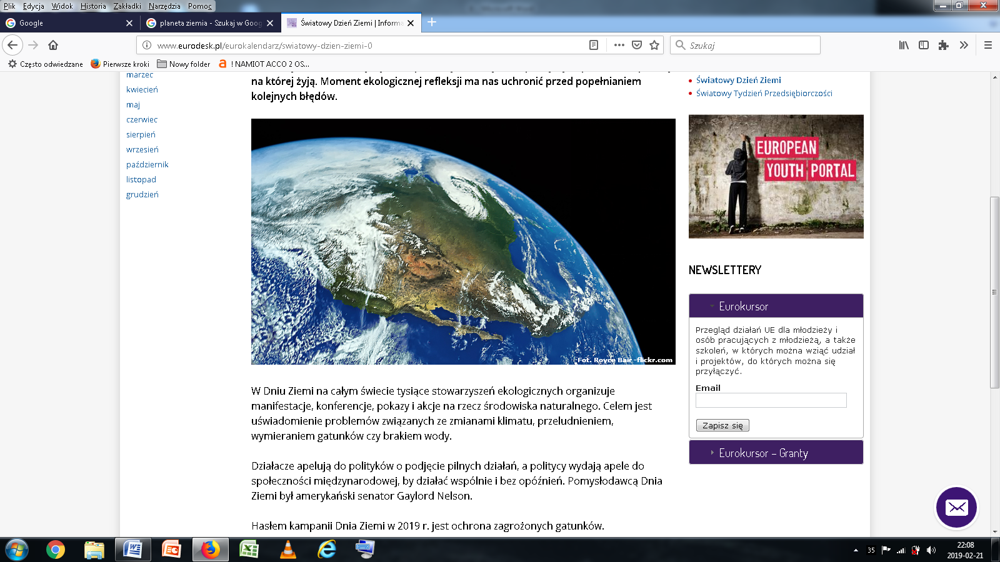 Plik Edycja Widok Historia Zakładki Narzędzia Pomoc
Google
planeta ziemia - Szukaj w Goog
Światowy Dzień Ziemi | Informa
www.eurodesk.pl/eurokalendarz/swiatowy-dzien-ziemi-0
Szukaj
Często odwiedzane
Pierwsze kroki
Nowy folder
! NAMIOT ACCO 2 OS...
marzec
kwiecień
maj
czerwiec
sierpień
wrzesień
październik
listopad
grudzień
na której żyją. Moment ekologicznej refleksji ma nas uchronić przed popełnianiem
kolejnych błędów.
Fot. Royce Bair -flickr.com
W Dniu Ziemi na całym świecie tysiące stowarzyszeń ekologicznych organizuje
manifestacje, konferencje, pokazy i akcje na rzecz środowiska naturalnego. Celem jest
uświadomienie problemów związanych ze zmianami klimatu, przeludnieniem,
wymieraniem gatunków czy brakiem wody.
Działacze apelują do polityków o podjęcie pilnych działań, a politycy wydają apele do
społeczności międzynarodowej, by działać wspólnie i bez opóźnień. Pomysłodawcą Dnia
Ziemi był amerykański senator Gaylord Nelson.
Hasłem kampanii Dnia Ziemi w 2019 r. jest ochrona zagrożonych gatunków.
Światowy Dzień Ziemi
Światowy Tydzień Przedsiębiorczości
EUROPEAN
YOUTH PORTAL
NEWSLETTERY
Eurokursor
Przegląd działań UE dla młodzieży i
osób pracujących z młodzieżą, a także
szkoleń, w których można wziąć udział
i projektów, do których można się
przyłączyć.
Email
Zapisz się
Eurokursor – Granty
35
22:08
2019-02-21